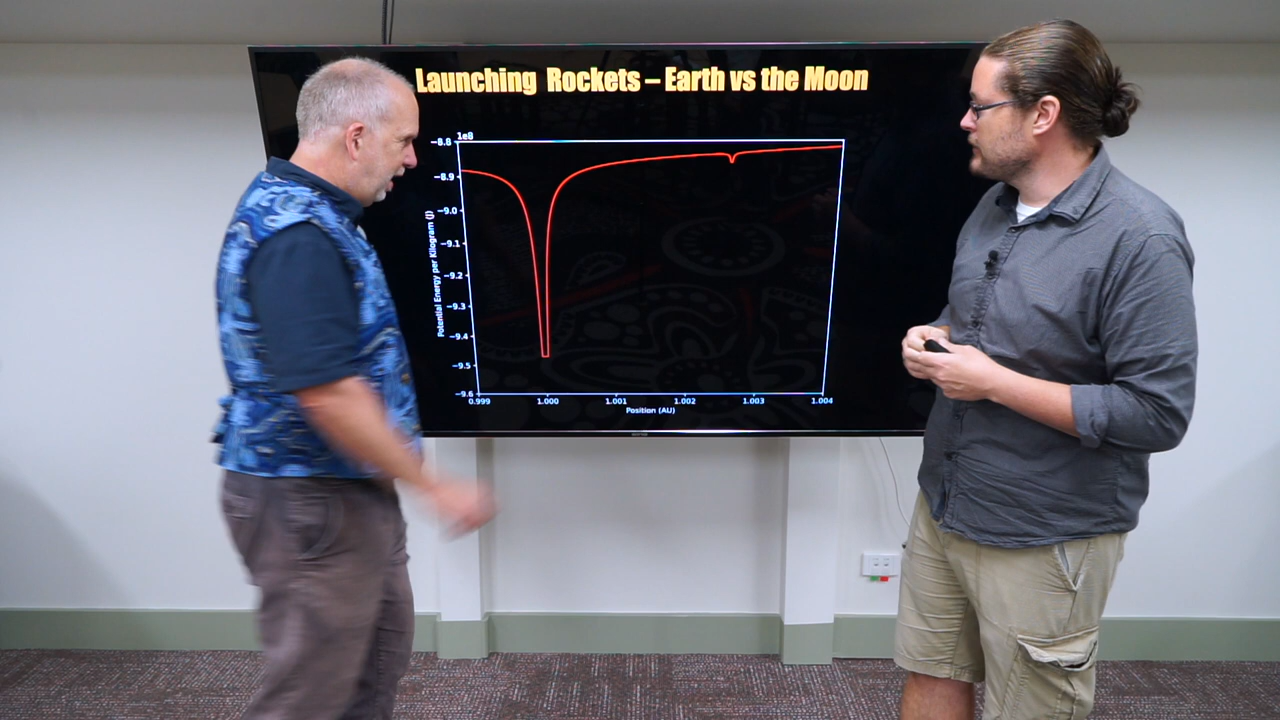 Launching Rockets – Earth vs the Moon
1e8
−8.8
−8.9
−9.0
−9.1
−9.2
−9.3
−9.4
−9.5
−9.6
Potential Energy per Kilogram (J)
0.999 1.000 1.001 1.002 1.003 1.004
Position (AU)